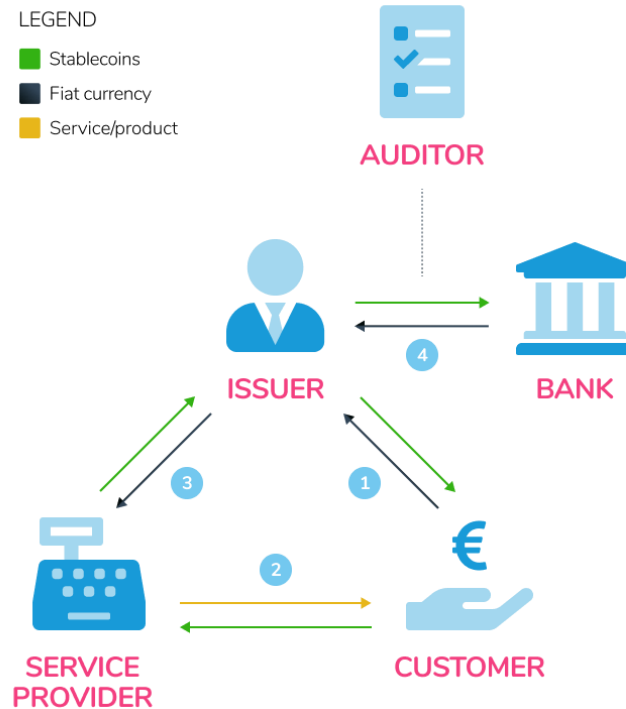 LEGEND
Stablecoins
Fiat currency
Service/product
AUDITOR
4
ISSUER
BANK
3
1
€
2
SERVICE
PROVIDER
CUSTOMER